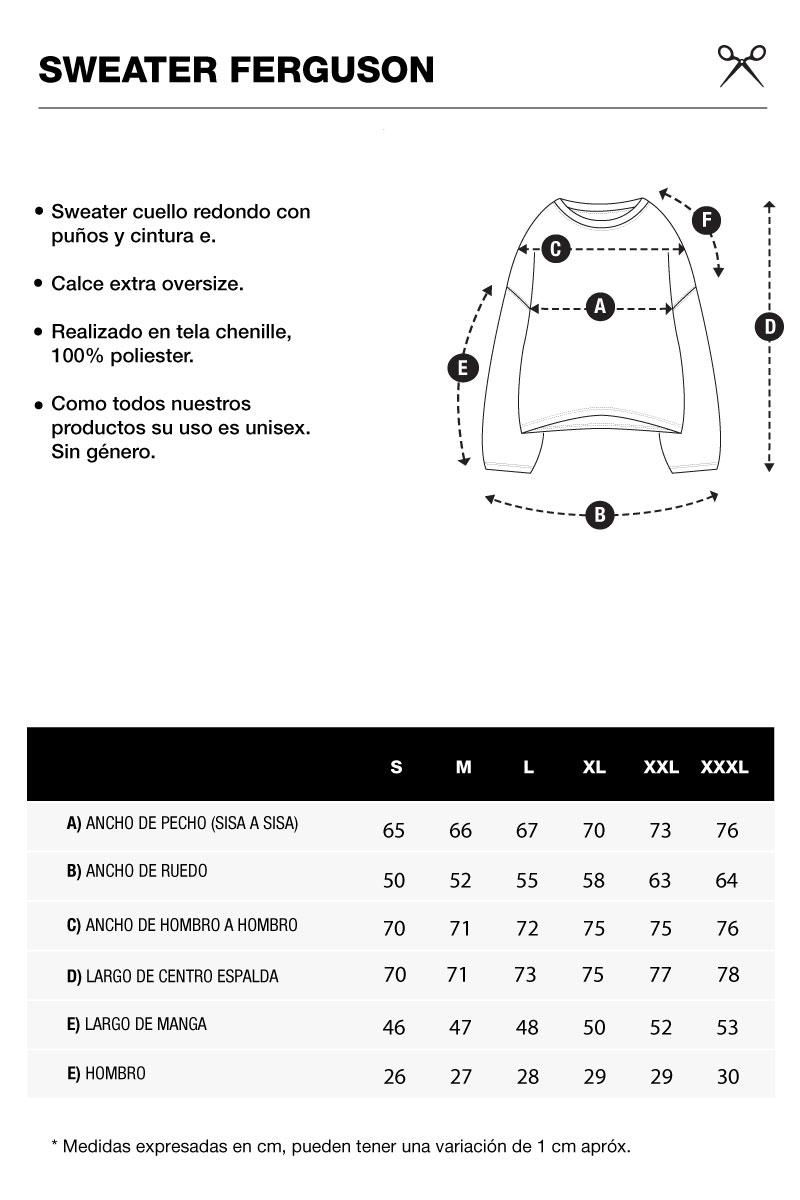 SWEATER FERGUSON
• Sweater cuello redondo con
puños y cintura e.
• Calce extra oversize.
• Realizado en tela chenille,
100% poliester.
• Como todos nuestros
productos su uso es unisex.
Sin género.
F
C
A
D
E
B
S M L XL XXL XXXL
A) ANCHO DE PECHO (SISA A SISA) 65 66 67 70 73 76
B) ANCHO DE RUEDO 50 52 55 58 63 64
C) ANCHO DE HOMBRO A HOMBRO 70 71 72 75 75 76
D) LARGO DE CENTRO ESPALDA 70 71 73 75 77 78
E) LARGO DE MANGA 46 47 48 50 52 53
E) HOMBRO 26 27 28 29 29 30
* Medidas expresadas en cm, pueden tener una variación de 1 cm apróx.